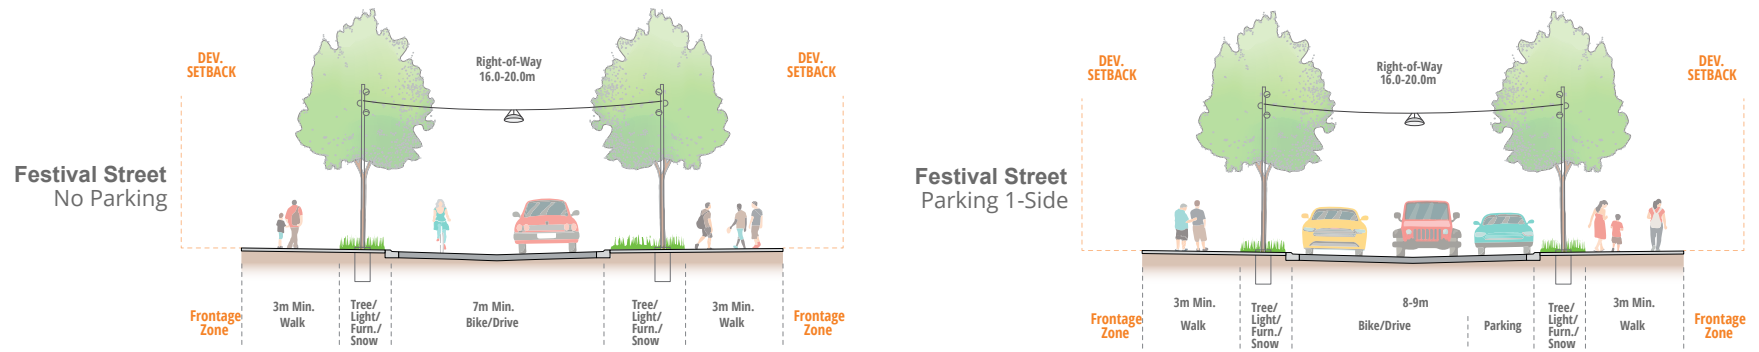 Festival Street
No Parking
DEV.
SETBACK
Right-of-Way
16.0-20.0m
DEV.
SETBACK
Frontage
Zone
3m Min.
Walk
Tree/
Light/
Furn./
Snow
7m Min.
Bike/Drive
Tree/
Light/
Furn./
Snow
3m Min.
Walk
Frontage
Zone
Festival Street
Parking 1-Side
DEV.
SETBACK
Right-of-Way
16.0-20.0m
DEV.
SETBACK
Frontage
Zone
3m Min.
Walk
Tree/
Light/
Furn./
Snow
8-9m
Bike/Drive
Parking
Tree/
Light/
Furn./
Snow
3m Min.
Walk
Frontage
Zone